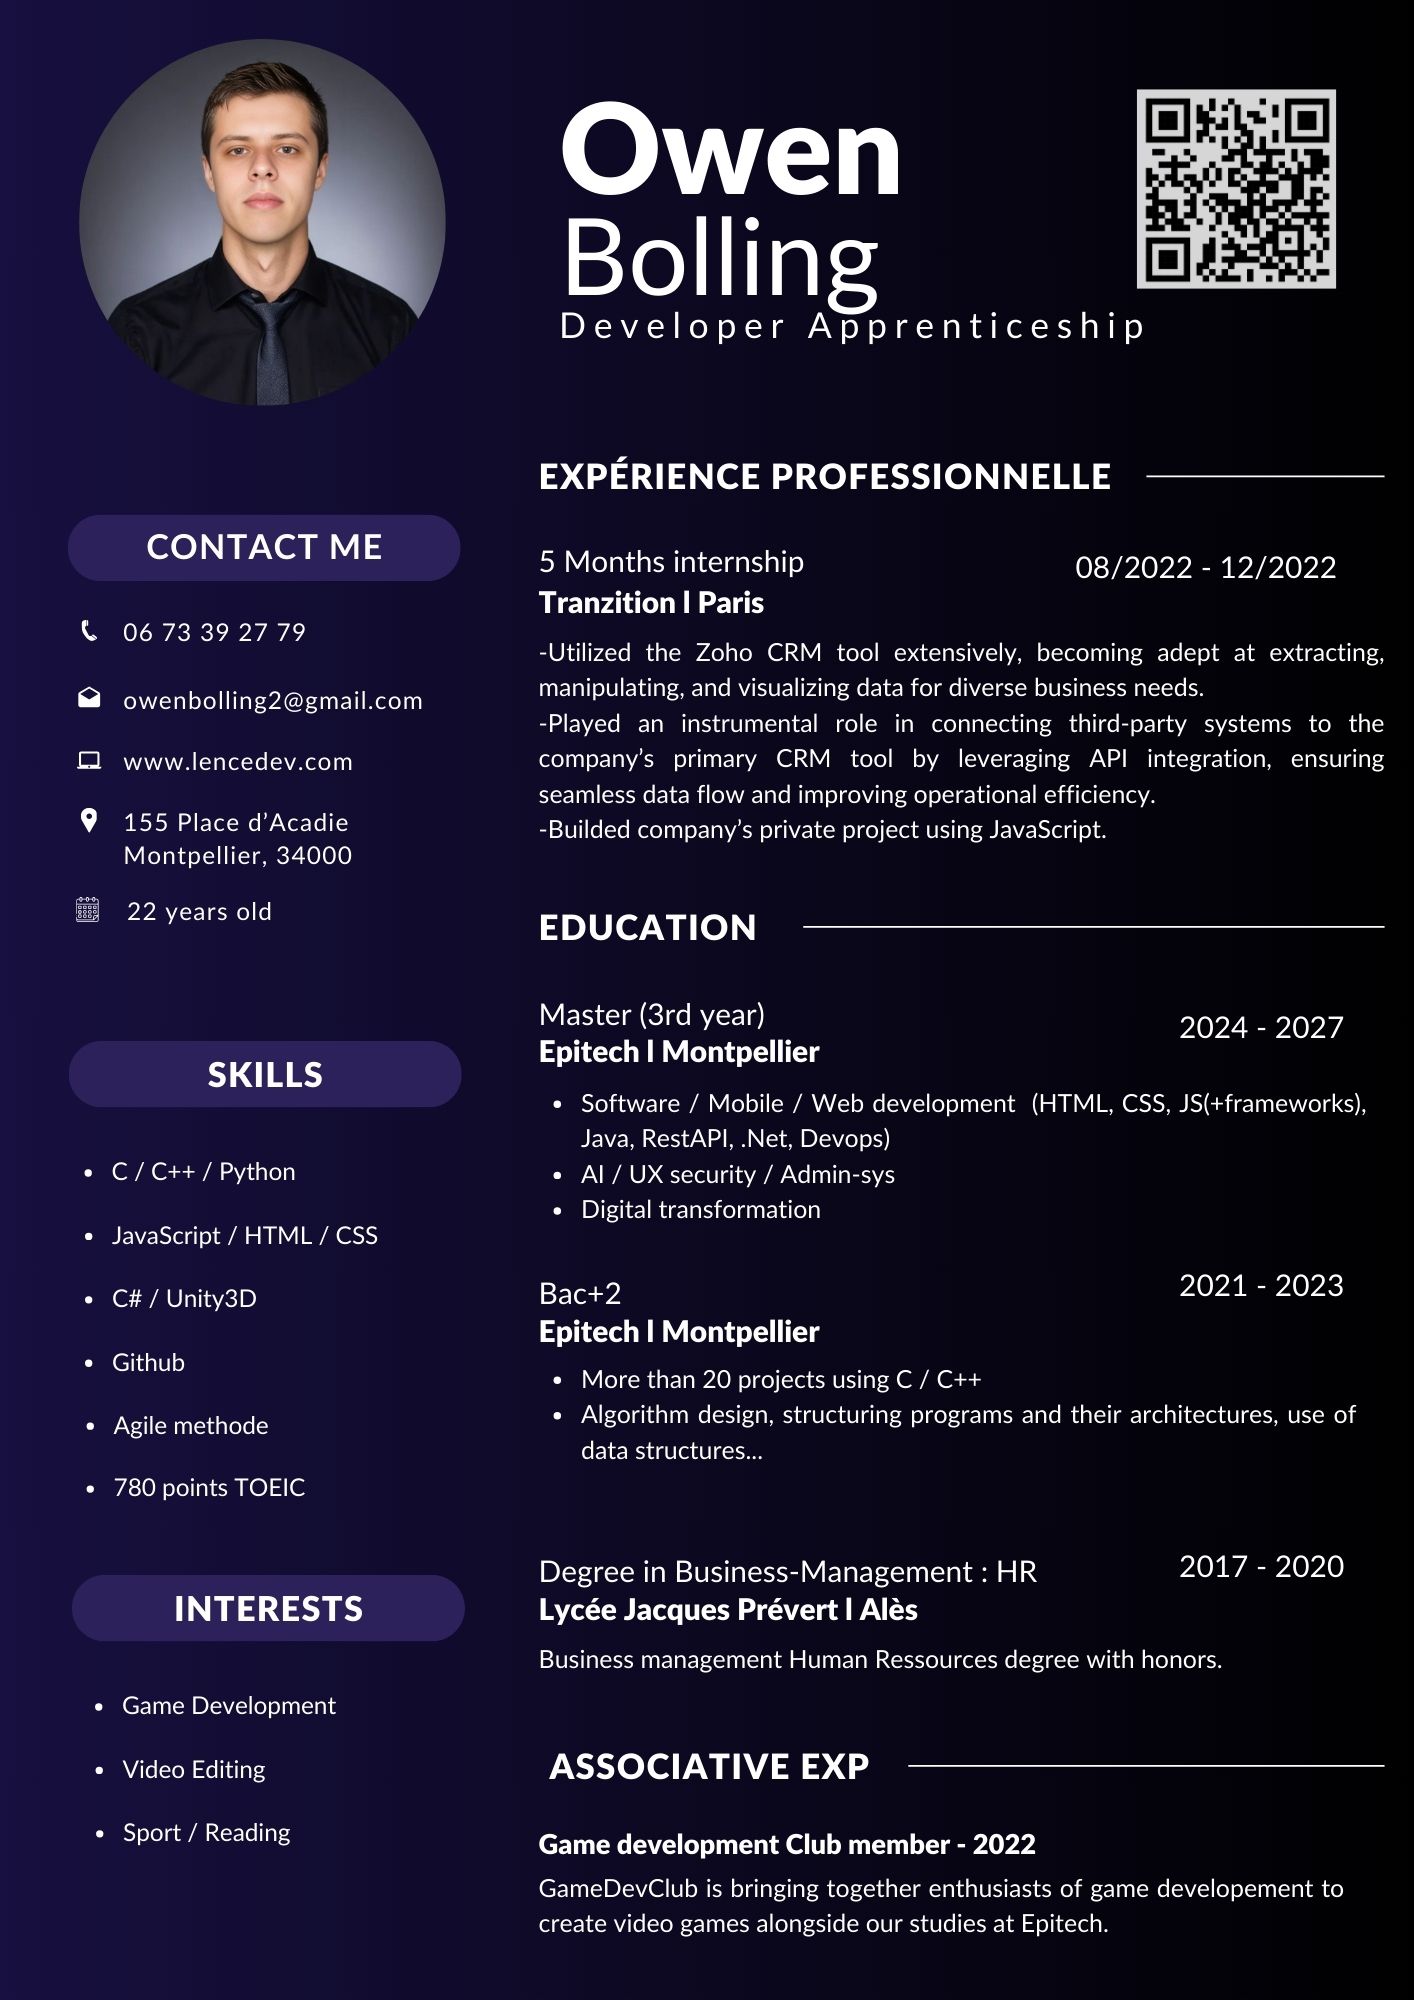 Owen
Bolling
Developer Apprenticeship
CONTACT ME
06 73 39 27 79
owenbolling2@gmail.com
www.lencedev.com
155 Place d’Acadie
Montpellier, 34000
22 years old
SKILLS
C / C++ / Python
JavaScript / HTML / CSS
C# / Unity3D
Github
Agile methode
780 points TOEIC
INTERESTS
Game Development
Video Editing
Sport / Reading
EXPÉRIENCE PROFESSIONNELLE
5 Months internship
08/2022 - 12/2022
Tranzition l Paris
-Utilized the Zoho CRM tool extensively, becoming adept at extracting,
manipulating, and visualizing data for diverse business needs.
-Played an instrumental role in connecting third-party systems to the
company’s primary CRM tool by leveraging API integration, ensuring
seamless data flow and improving operational efficiency.
-Builded company’s private project using JavaScript.
EDUCATION
Master (3rd year)
2024 - 2027
Epitech l Montpellier
Software / Mobile / Web development (HTML, CSS, JS(+frameworks),
Java, RestAPI, .Net, Devops)
AI / UX security / Admin-sys
Digital transformation
Bac+2
2021 - 2023
Epitech l Montpellier
More than 20 projects using C / C++
Algorithm design, structuring programs and their architectures, use of
data structures...
Degree in Business-Management : HR
2017 - 2020
Lycée Jacques Prévert l Alès
Business management Human Ressources degree with honors.
ASSOCIATIVE EXP
Game development Club member - 2022
GameDevClub is bringing together enthusiasts of game developement to
create video games alongside our studies at Epitech.